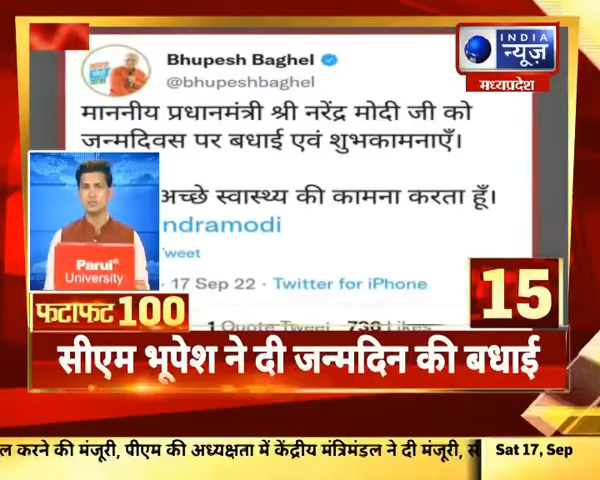 Bhupesh Baghel
@bhupeshbaghel
माननीय प्रधानमंत्री श्री नरेंद्र मोदी जी को
जन्मदिवस पर बधाई एवं शुभकामनाएँ।
अच्छे स्वास्थ्य की कामना करता हूँ।
ndramodi
weet
· 17 Sep 22 · Twitter for iPhone
1 Quote Tweet 736 Likes
INDIA
न्यूज़
मध्यप्रदेश
Parul
University
फटाफट 100
15
सीएम भूपेश ने दी जन्मदिन की बधाई
ल करने की मंजूरी, पीएम की अध्यक्षता में केंद्रीय मंत्रिमंडल ने दी मंजूरी,
Sat 17, Sep